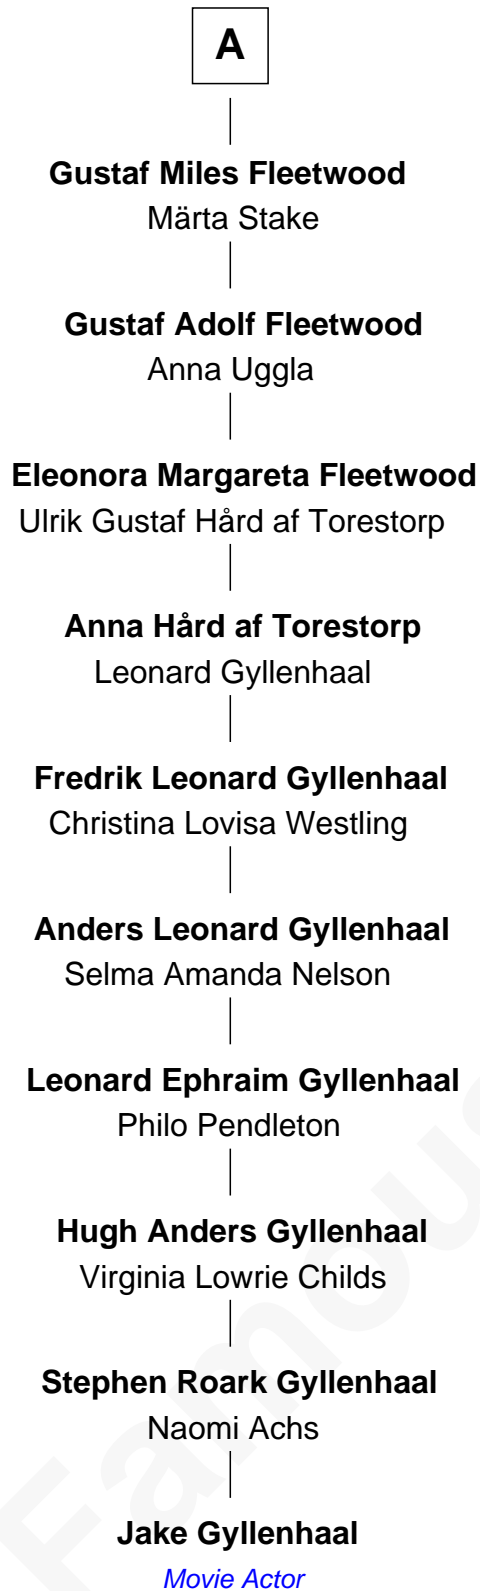 A
Gustaf Miles Fleetwood
Märta Stake
Gustaf Adolf Fleetwood
Anna Uggla
Eleonora Margareta Fleetwood
Ulrik Gustaf Hård af Torestorp
Anna Hård af Torestorp
Leonard Gyllenhaal
Fredrik Leonard Gyllenhaal
Christina Lovisa Westling
Anders Leonard Gyllenhaal
Selma Amanda Nelson
Leonard Ephraim Gyllenhaal
Philo Pendleton
Hugh Anders Gyllenhaal
Virginia Lowrie Childs
Stephen Roark Gyllenhaal
Naomi Achs
Jake Gyllenhaal
Movie Actor
Famous